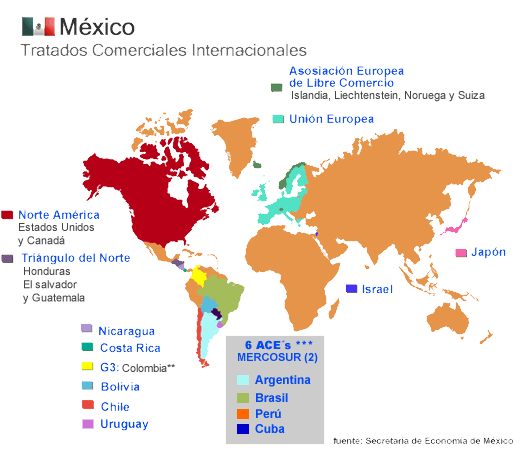 México
Tratados Comerciales Internacionales
Asosiación Europea
de Libre Comercio
Islandia, Liechtenstein, Noruega y Suiza
Unión Europea
Norte América
Estados Unidos
y Canadá
Triángulo del Norte
Honduras
El salvador
y Guatemala
Japón
Israel
Nicaragua
Costa Rica
G3: Colombia**
Bolivia
Chile
Uruguay
6 ACE´s ***
MERCOSUR (2)
Argentina
Brasil
Perú
Cuba
fuente: Secretaría de Economía de México